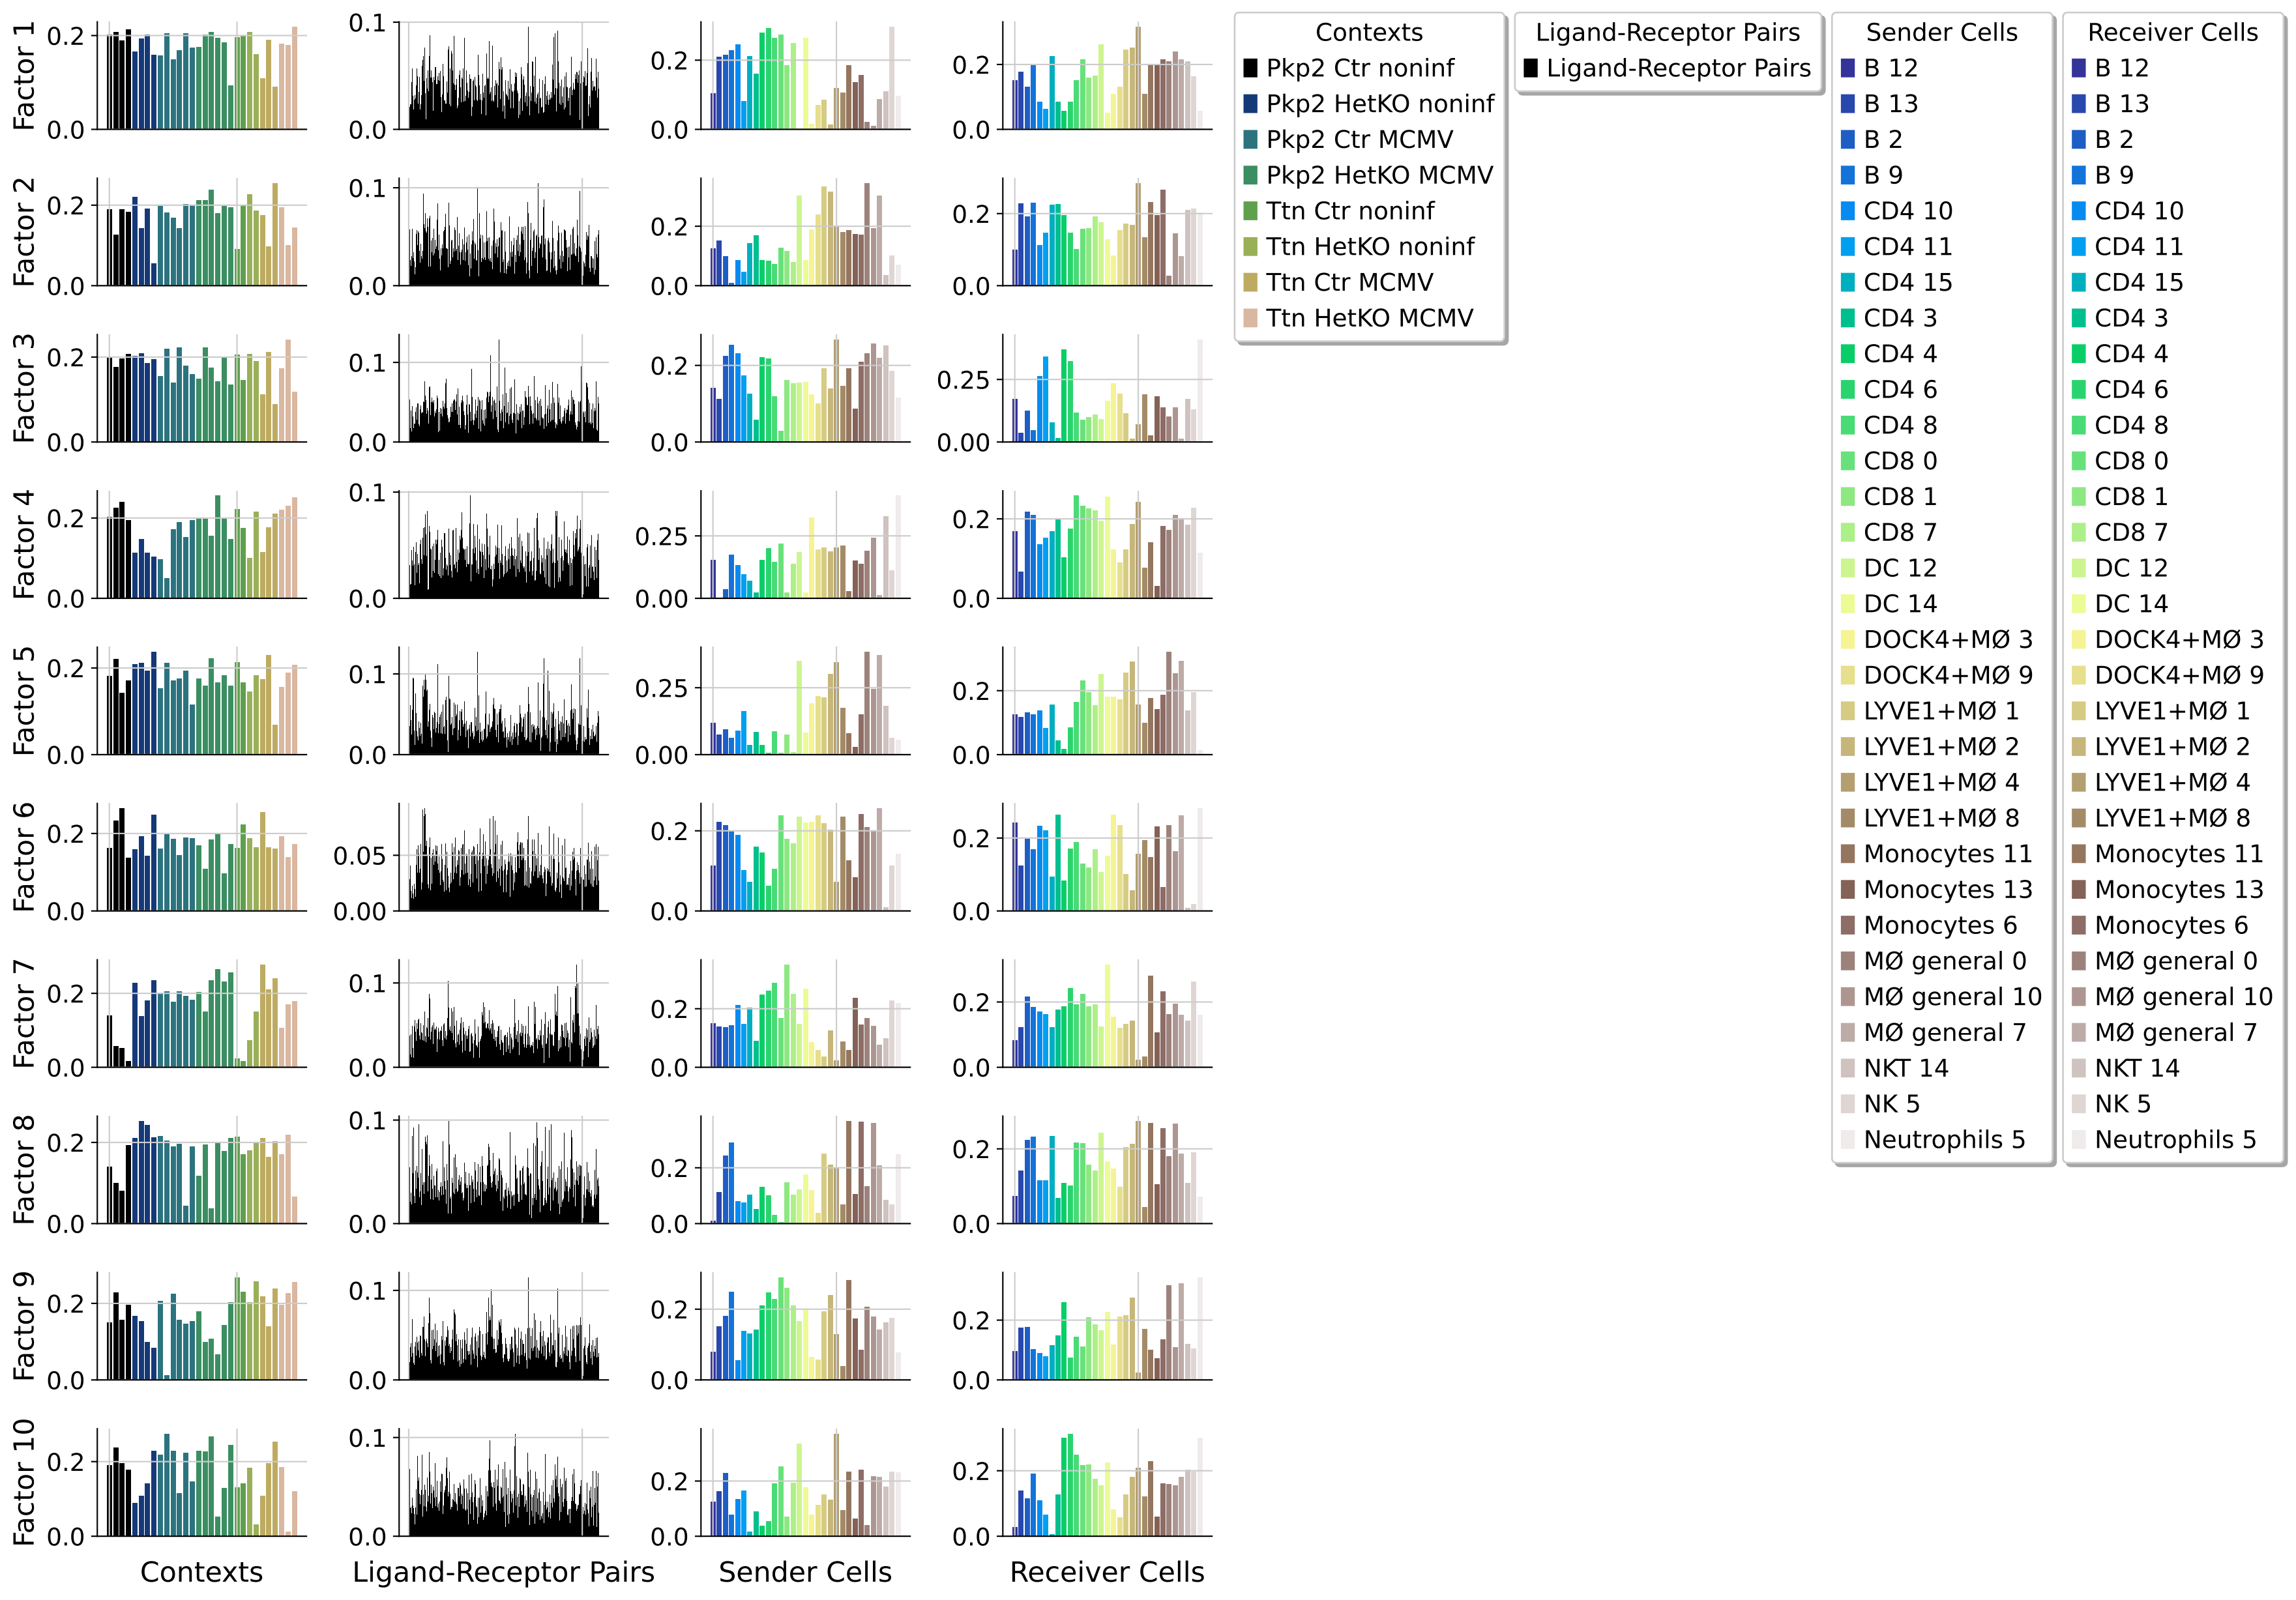 Factor 1
0.2
0.0
0.1
0.0
0.2
0.0
0.2
0.0
Factor 2
0.2
0.0
0.1
0.0
0.2
0.0
0.2
0.0
Factor 3
0.2
0.0
0.1
0.0
0.2
0.0
0.25
0.00
Factor 4
0.2
0.0
0.1
0.0
0.25
0.00
0.2
0.0
Factor 5
0.2
0.0
0.1
0.0
0.25
0.00
0.2
0.0
Factor 6
0.2
0.0
0.05
0.00
0.2
0.0
0.2
0.0
Factor 7
0.2
0.0
0.1
0.0
0.2
0.0
0.2
0.0
Factor 8
0.2
0.0
0.1
0.0
0.2
0.0
0.2
0.0
Factor 9
0.2
0.0
0.1
0.0
0.2
0.0
0.2
0.0
Factor 10
0.2
0.0
0.1
0.0
0.2
0.0
0.2
0.0
Contexts
Ligand-Receptor Pairs
Sender Cells
Receiver Cells
Contexts
Pkp2 Ctr noninf
Pkp2 HetKO noninf
Pkp2 Ctr MCMV
Pkp2 HetKO MCMV
Ttn Ctr noninf
Ttn HetKO noninf
Ttn Ctr MCMV
Ttn HetKO MCMV
Ligand-Receptor Pairs
Ligand-Receptor Pairs
Sender Cells
B 12
B 13
B 2
B 9
CD4 10
CD4 11
CD4 15
CD4 3
CD4 4
CD4 6
CD4 8
CD8 0
CD8 1
CD8 7
DC 12
DC 14
DOCK4+MØ 3
DOCK4+MØ 9
LYVE1+MØ 1
LYVE1+MØ 2
LYVE1+MØ 4
LYVE1+MØ 8
Monocytes 11
Monocytes 13
Monocytes 6
MØ general 0
MØ general 10
MØ general 7
NKT 14
NK 5
Neutrophils 5
Receiver Cells
B 12
B 13
B 2
B 9
CD4 10
CD4 11
CD4 15
CD4 3
CD4 4
CD4 6
CD4 8
CD8 0
CD8 1
CD8 7
DC 12
DC 14
DOCK4+MØ 3
DOCK4+MØ 9
LYVE1+MØ 1
LYVE1+MØ 2
LYVE1+MØ 4
LYVE1+MØ 8
Monocytes 11
Monocytes 13
Monocytes 6
MØ general 0
MØ general 10
MØ general 7
NKT 14
NK 5
Neutrophils 5